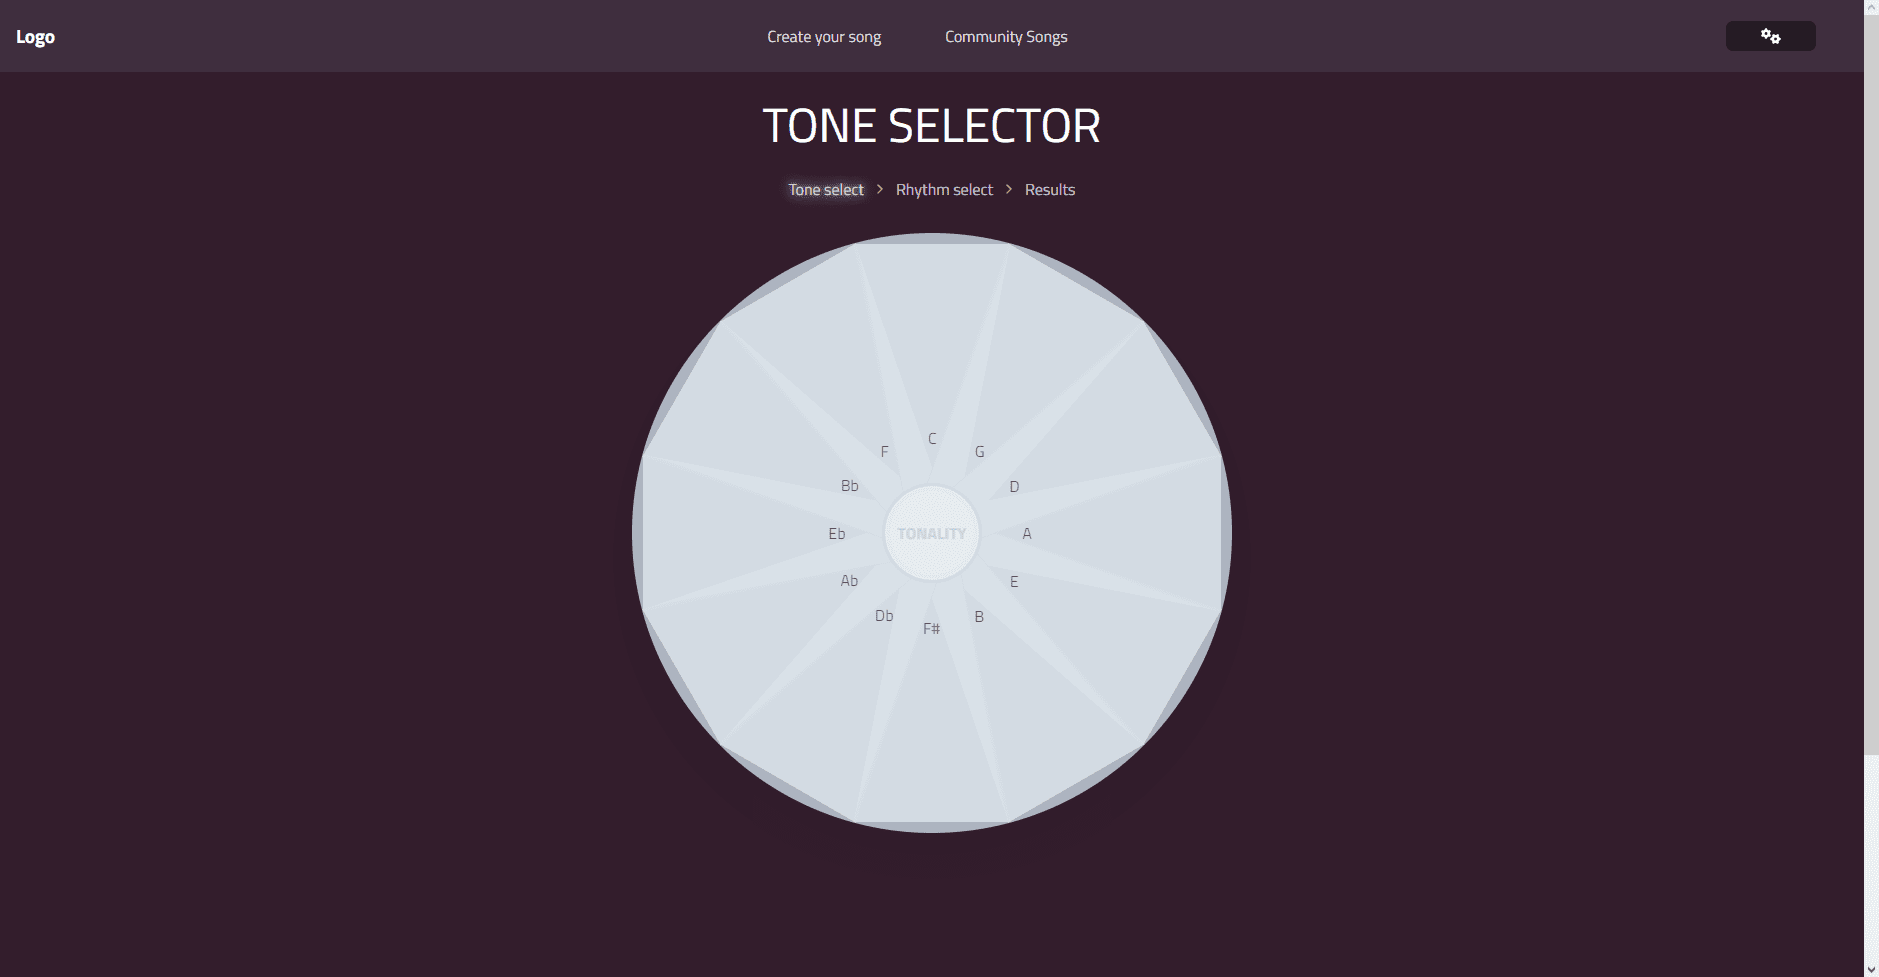 Logo
Create your song
Community Songs
TONE SELECTOR
Tone select > Rhythm select > Results
C
F
G
Bb
D
Eb
TONALITY
A
Ab
E
Db
B
F#